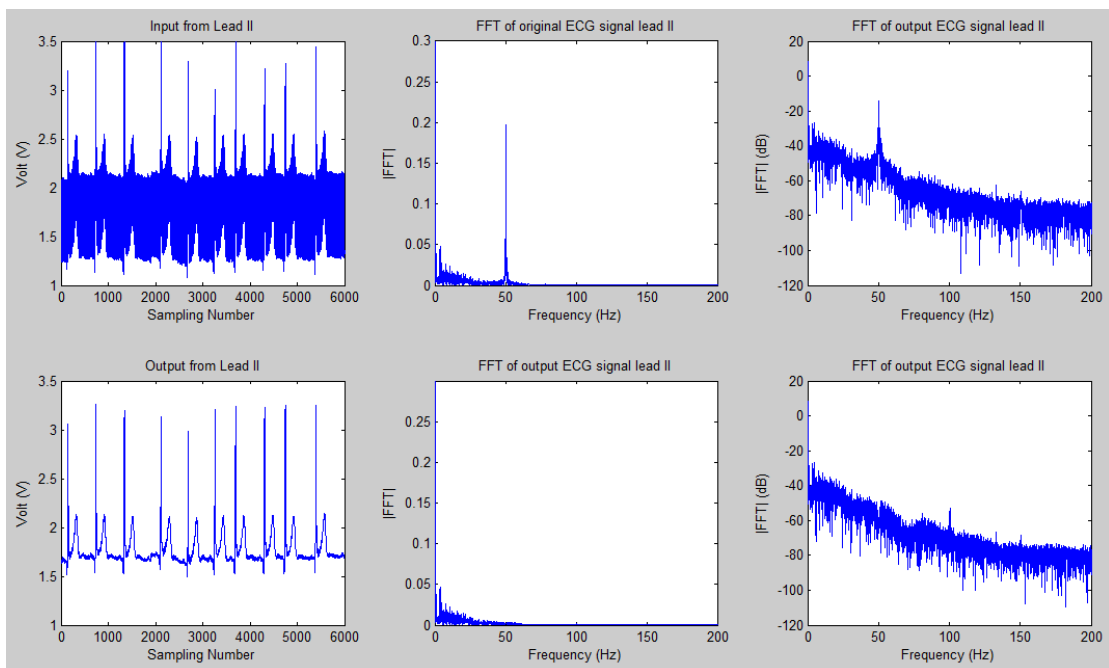 Input from Lead II
3.5
3
2.5
2
1.5
1
Volt (V)
0 1000 2000 3000 4000 5000 6000
Sampling Number
FFT of original ECG signal lead II
0.3
0.25
0.2
0.15
0.1
0.05
0
|FFT|
0 50 100 150 200
Frequency (Hz)
FFT of output ECG signal lead II
20
0
-20
-40
-60
-80
-100
-120
|FFT| (dB)
0 50 100 150 200
Frequency (Hz)
Output from Lead II
3.5
3
2.5
2
1.5
1
Volt (V)
0 1000 2000 3000 4000 5000 6000
Sampling Number
FFT of output ECG signal lead II
0.25
0.2
0.15
0.1
0.05
0
|FFT|
0 50 100 150 200
Frequency (Hz)
FFT of output ECG signal lead II
20
0
-20
-40
-60
-80
-100
-120
|FFT| (dB)
0 50 100 150 200
Frequency (Hz)